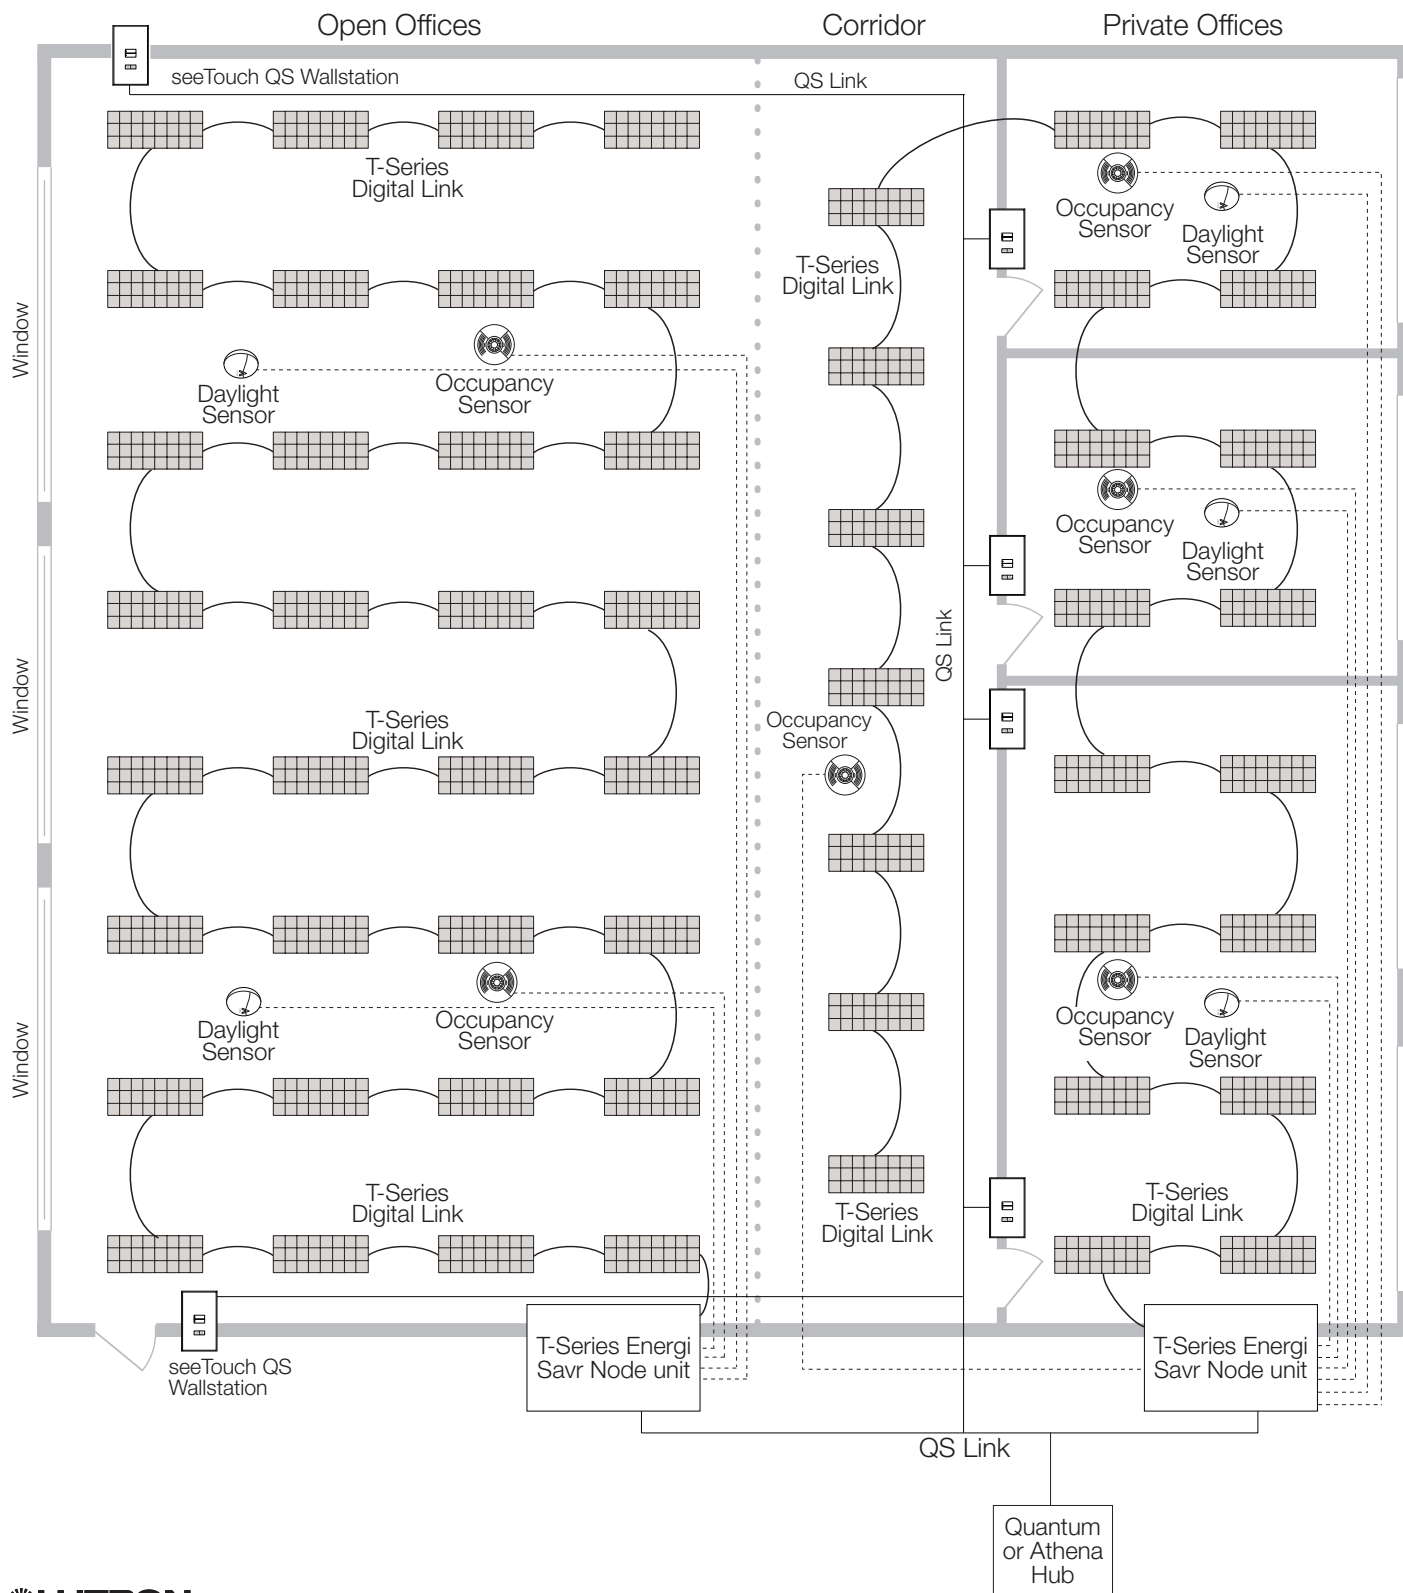 Open Offices
Corridor
Private Offices
seeTouch QS Wallstation
QS Link
T-Series
Digital Link
Occupancy
Sensor
Daylight
Sensor
T-Series
Digital Link
Window
Daylight
Sensor
Occupancy
Sensor
Occupancy
Sensor
Daylight
Sensor
QS Link
Window
T-Series
Digital Link
Occupancy
Sensor
Window
Daylight
Sensor
Occupancy
Sensor
Occupancy
Sensor
Daylight
Sensor
T-Series
Digital Link
T-Series
Digital Link
T-Series
Digital Link
T-Series Energi
Savr Node unit
T-Series Energi
Savr Node unit
seeTouch QS
Wallstation
QS Link
Quantum
or Athena
Hub
LUTRON